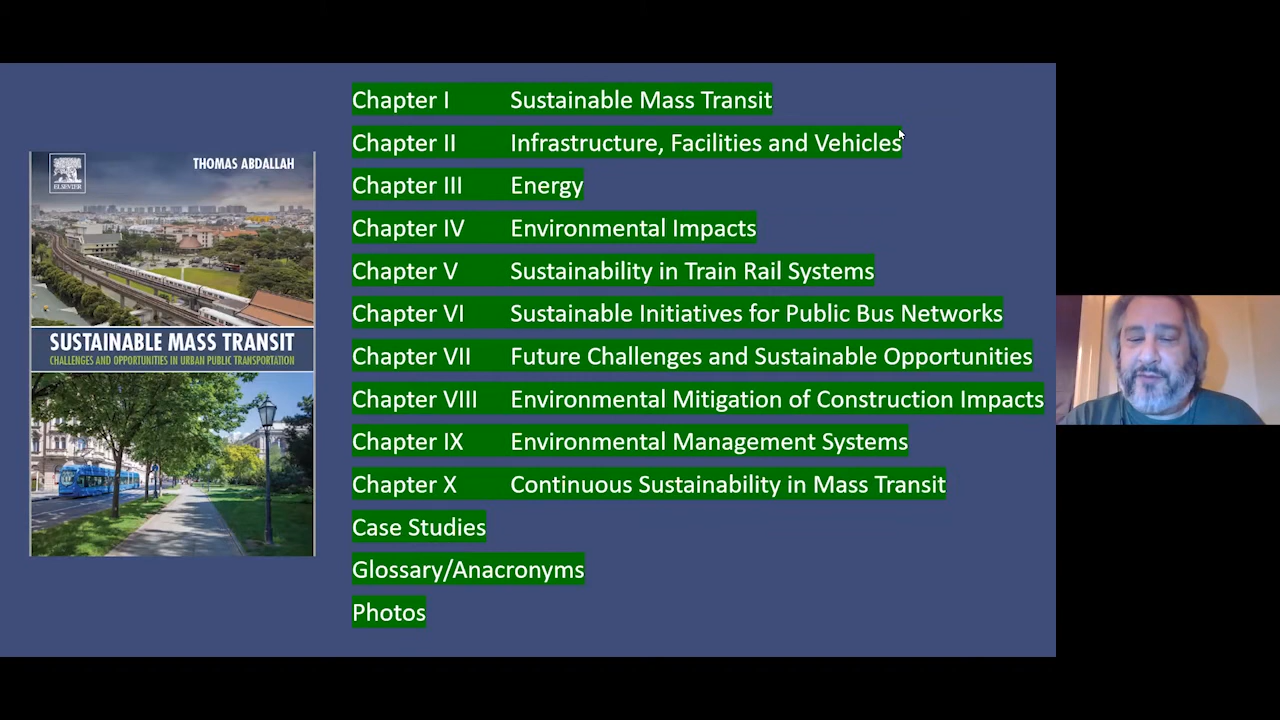 THOMAS ABDALLAH
ELSEVIER
SUSTAINABLE MASS TRANSIT
CHALLENGES AND OPPORTUNITIES IN URBAN PUBLIC TRANSPORTATION
Chapter I Sustainable Mass Transit
Chapter II Infrastructure, Facilities and Vehicles
Chapter III Energy
Chapter IV Environmental Impacts
Chapter V Sustainability in Train Rail Systems
Chapter VI Sustainable Initiatives for Public Bus Networks
Chapter VII Future Challenges and Sustainable Opportunities
Chapter VIII Environmental Mitigation of Construction Impacts
Chapter IX Environmental Management Systems
Chapter X Continuous Sustainability in Mass Transit
Case Studies
Glossary/Anacronyms
Photos